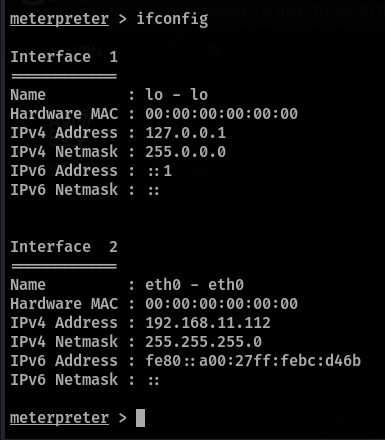 meterpreter > ifconfig
Interface  1
============
Name         : lo - lo
Hardware MAC : 00:00:00:00:00:00
IPv4 Address : 127.0.0.1
IPv4 Netmask : 255.0.0.0
IPv6 Address : ::1
IPv6 Netmask : ::
Interface  2
============
Name         : eth0 - eth0
Hardware MAC : 00:00:00:00:00:00
IPv4 Address : 192.168.11.112
IPv4 Netmask : 255.255.255.0
IPv6 Address : fe80::a00:27ff:febc:d46b
IPv6 Netmask : ::
meterpreter >